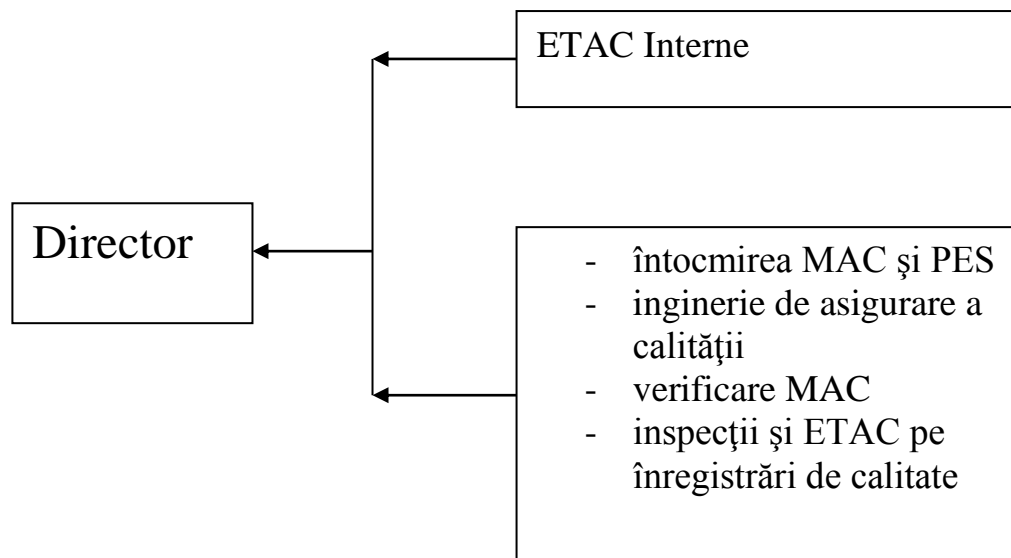 ETAC Interne
Director
- întocmirea MAC şi PES
- inginerie de asigurare a
calităţii
- verificare MAC
- inspecţii şi ETAC pe
înregistrări de calitate